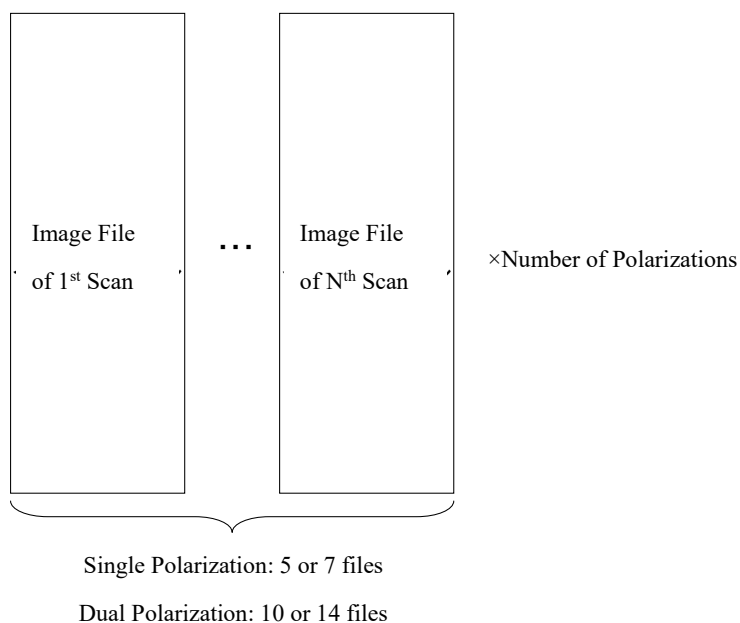 Image File
of 1st Scan
...
Image File
of Nth Scan
×Number of Polarizations
Single Polarization: 5 or 7 files
Dual Polarization: 10 or 14 files